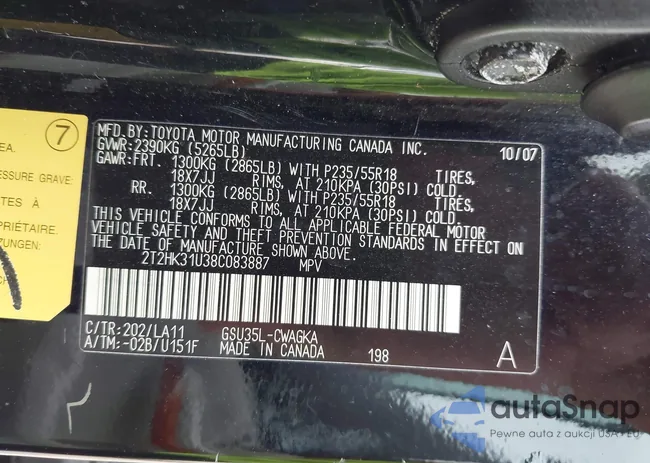 7
EA.
ESSURE GRAVE:
TES À
PRIÉTAIRE.
ZUNGEN:
MFD.BY:TOYOTA MOTOR MANUFACTURING CANADA INC. 10/07
GVWR:2390KG (5265LB)
GAWR:FRT. 1300KG (2865LB) WITH P235/55R18 TIRES,
18X7JJ RIMS, AT 210KPA (30PSI) COLD.
RR. 1300KG (2865LB) WITH P235/55R18 TIRES,
18X7JJ RIMS, AT 210KPA (30PSI) COLD.
THIS VEHICLE CONFORMS TO ALL APPLICABLE FEDERAL MOTOR
VEHICLE SAFETY AND THEFT PREVENTION STANDARDS IN EFFECT ON
THE DATE OF MANUFACTURE SHOWN ABOVE.
2T2HK31U38C083887 MPV
C/TR:202/LA11 GSU35L-CWAGKA
A/TM:-02B/U151F MADE IN CANADA 198 A
autoSnap
Pewne auta z aukcji USA i EU